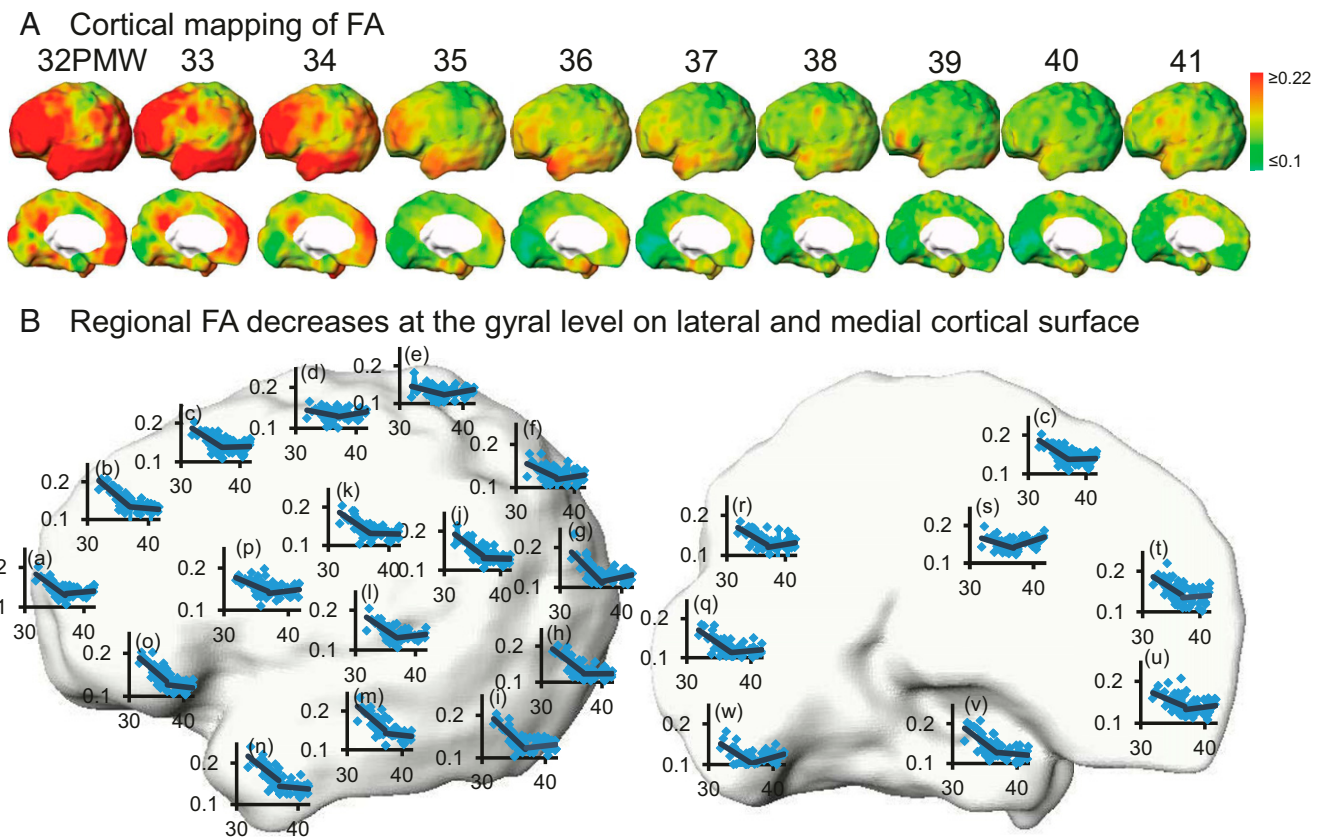 A Cortical mapping of FA
32PMW 33 34 35 36 37 38 39 40 41
≥0.22
≤0.1
B Regional FA decreases at the gyral level on lateral and medial cortical surface
(e)
0.2
0.1
30 40
(d)
0.2
0.1
30 40
(c)
0.2
0.1
30 40
(f)
0.2
0.1
30 40
(b)
0.2
0.1
30 40
(k)
0.2
0.1
30 40
(j)
0.2
0.1
30 40
(g)
0.2
0.1
30 40
(a)
2
1
30 40
(p)
0.2
0.1
30 40
(l)
0.2
0.1
30 40
(h)
0.2
0.1
30 40
(o)
0.2
0.1
30 40
(m)
0.2
0.1
30 40
(i)
0.2
0.1
30 40
(n)
0.2
0.1
30 40
(c)
0.2
0.1
30 40
(r)
0.2
0.1
30 40
(s)
0.2
0.1
30 40
(t)
0.2
0.1
30 40
(q)
0.2
0.1
30 40
(u)
0.2
0.1
30 40
(w)
0.2
0.1
30 40
(v)
0.2
0.1
30 40